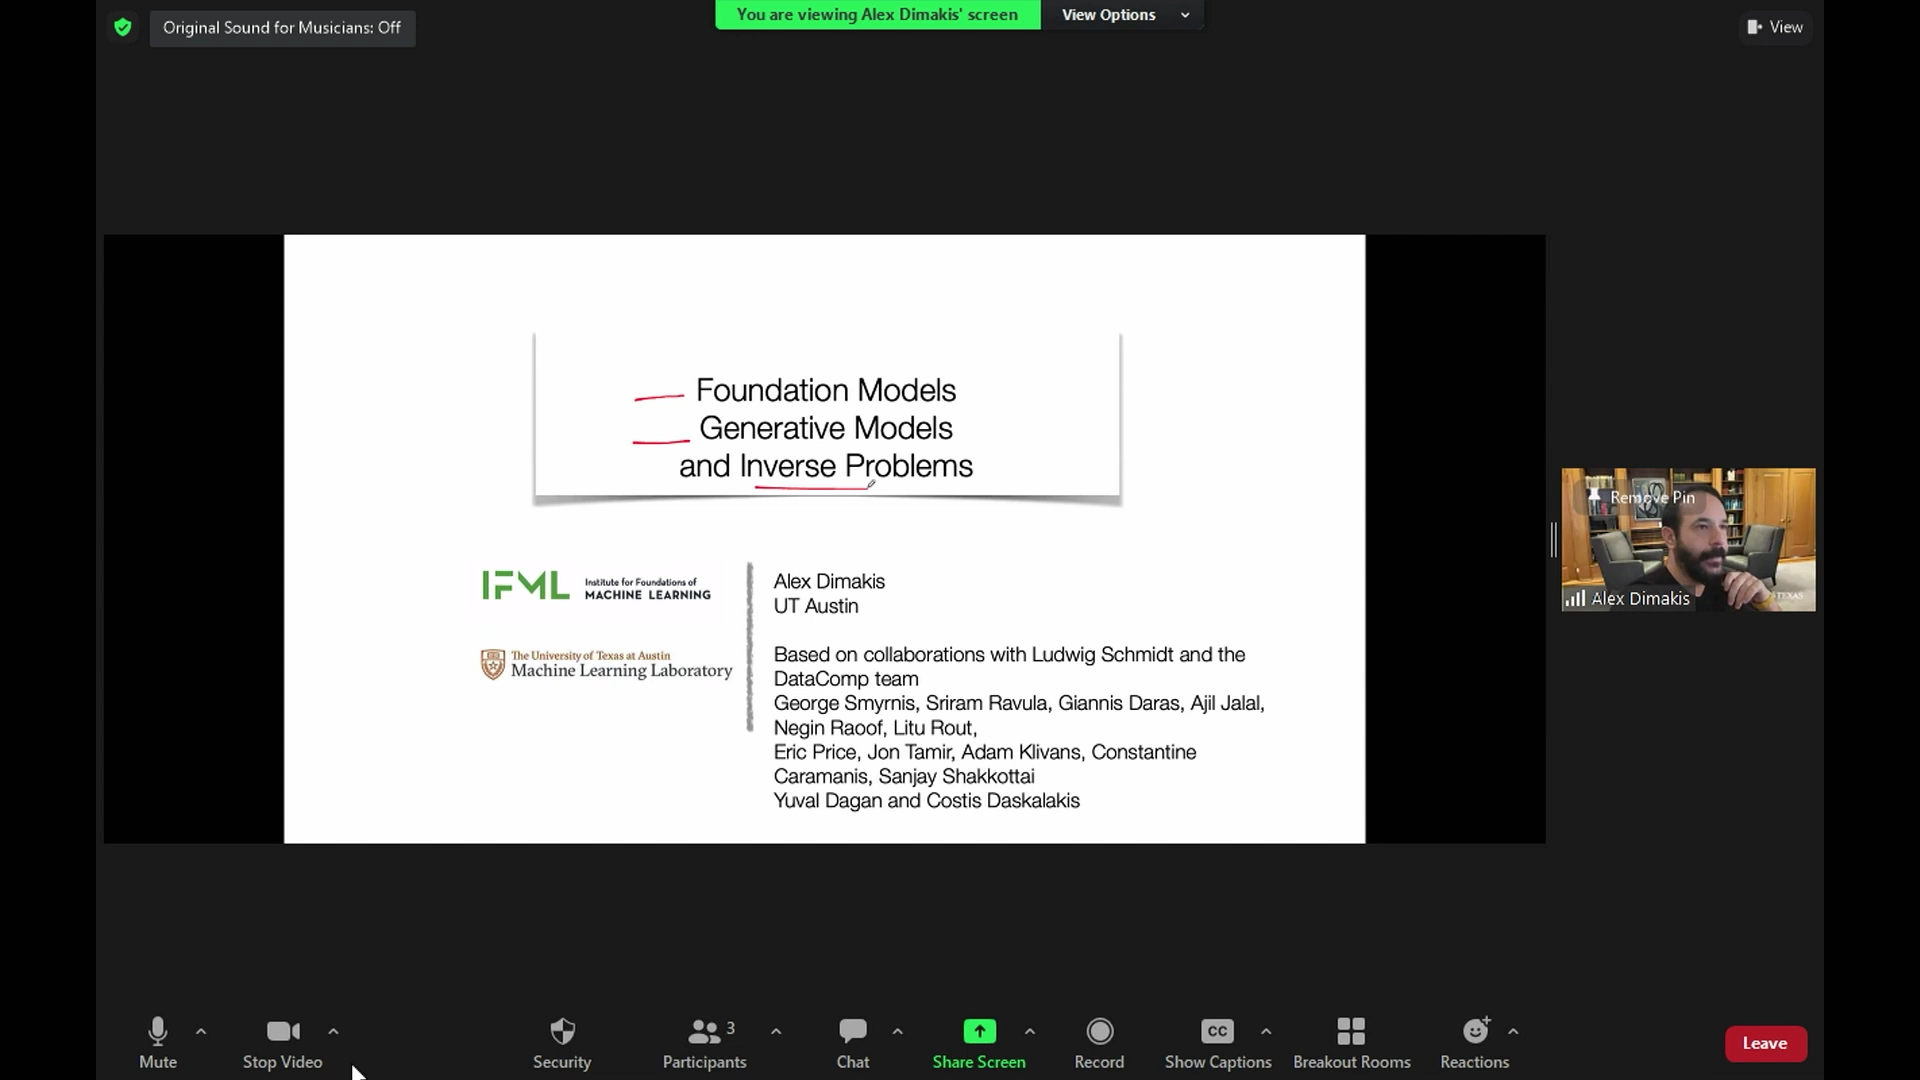 Original Sound for Musicians: Off
You are viewing Alex Dimakis' screen
View Options
View
Foundation Models
Generative Models
and Inverse Problems
IFML
Institute for Foundations of
MACHINE LEARNING
The University of Texas at Austin
Machine Learning Laboratory
Alex Dimakis
UT Austin
Based on collaborations with Ludwig Schmidt and the
DataComp team
George Smyrnis, Sriram Ravula, Giannis Daras, Ajil Jalal,
Negin Raoof, Litu Rout,
Eric Price, Jon Tamir, Adam Klivans, Constantine
Caramanis, Sanjay Shakkottai
Yuval Dagan and Costis Daskalakis
Remove Pin
TEXAS
Alex Dimakis
Mute
Stop Video
Security
3
Participants
Chat
Share Screen
Record
CC
Show Captions
Breakout Rooms
Reactions
Leave